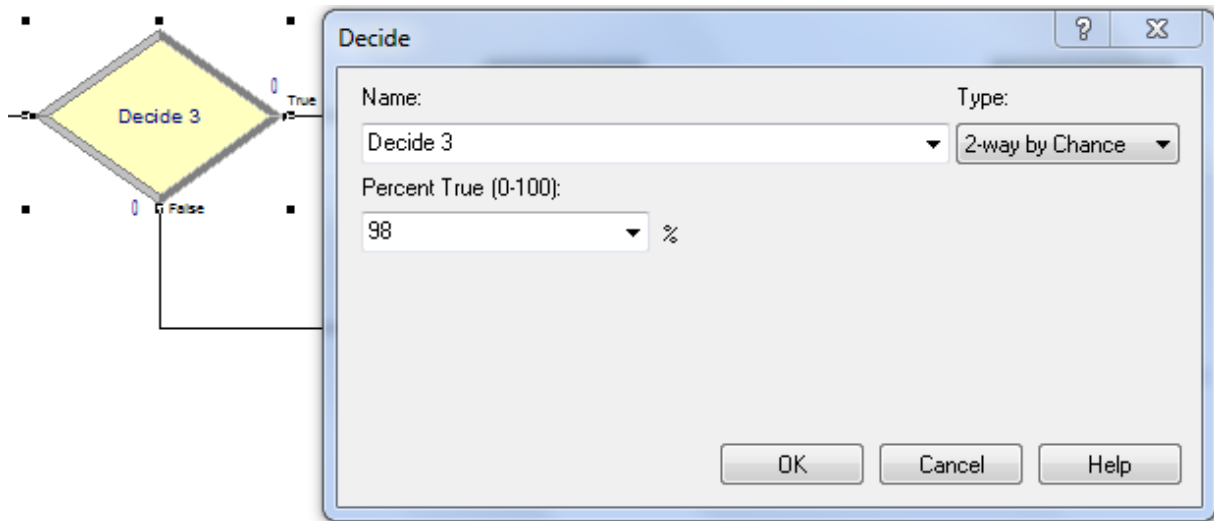 Decide
Name:
Type:
Decide 3
2-way by Chance
Percent True (0-100):
98
%
OK
Cancel
Help
Decide 3
0
True
0
False